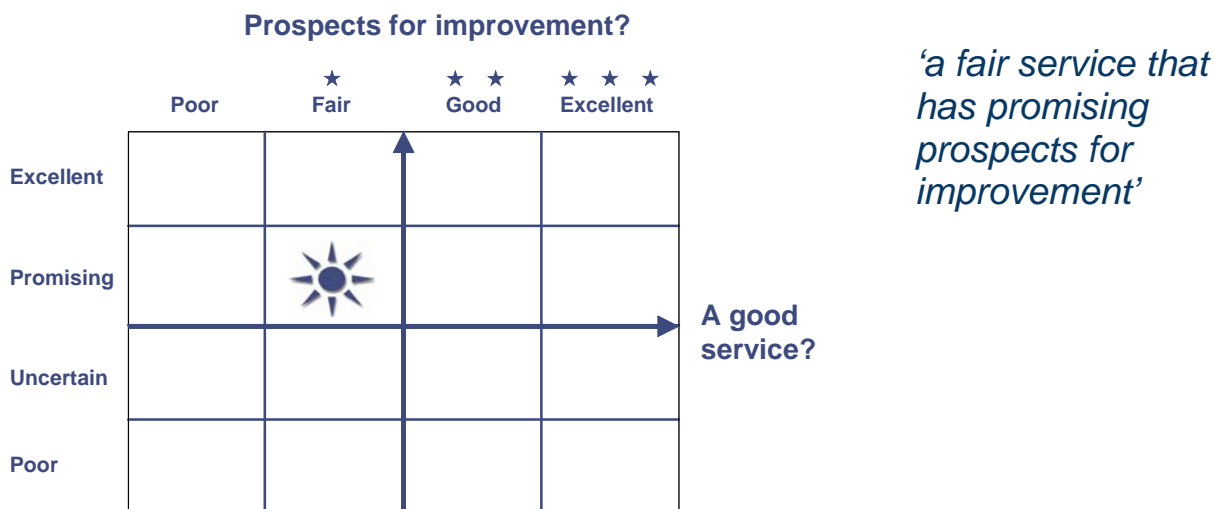 Prospects for improvement?
‘a fair service that
has promising
prospects for
improvement’
★
★ ★
★ ★ ★
Poor
Fair
Good
Excellent
Excellent
Promising
A good
service?
Uncertain
Poor